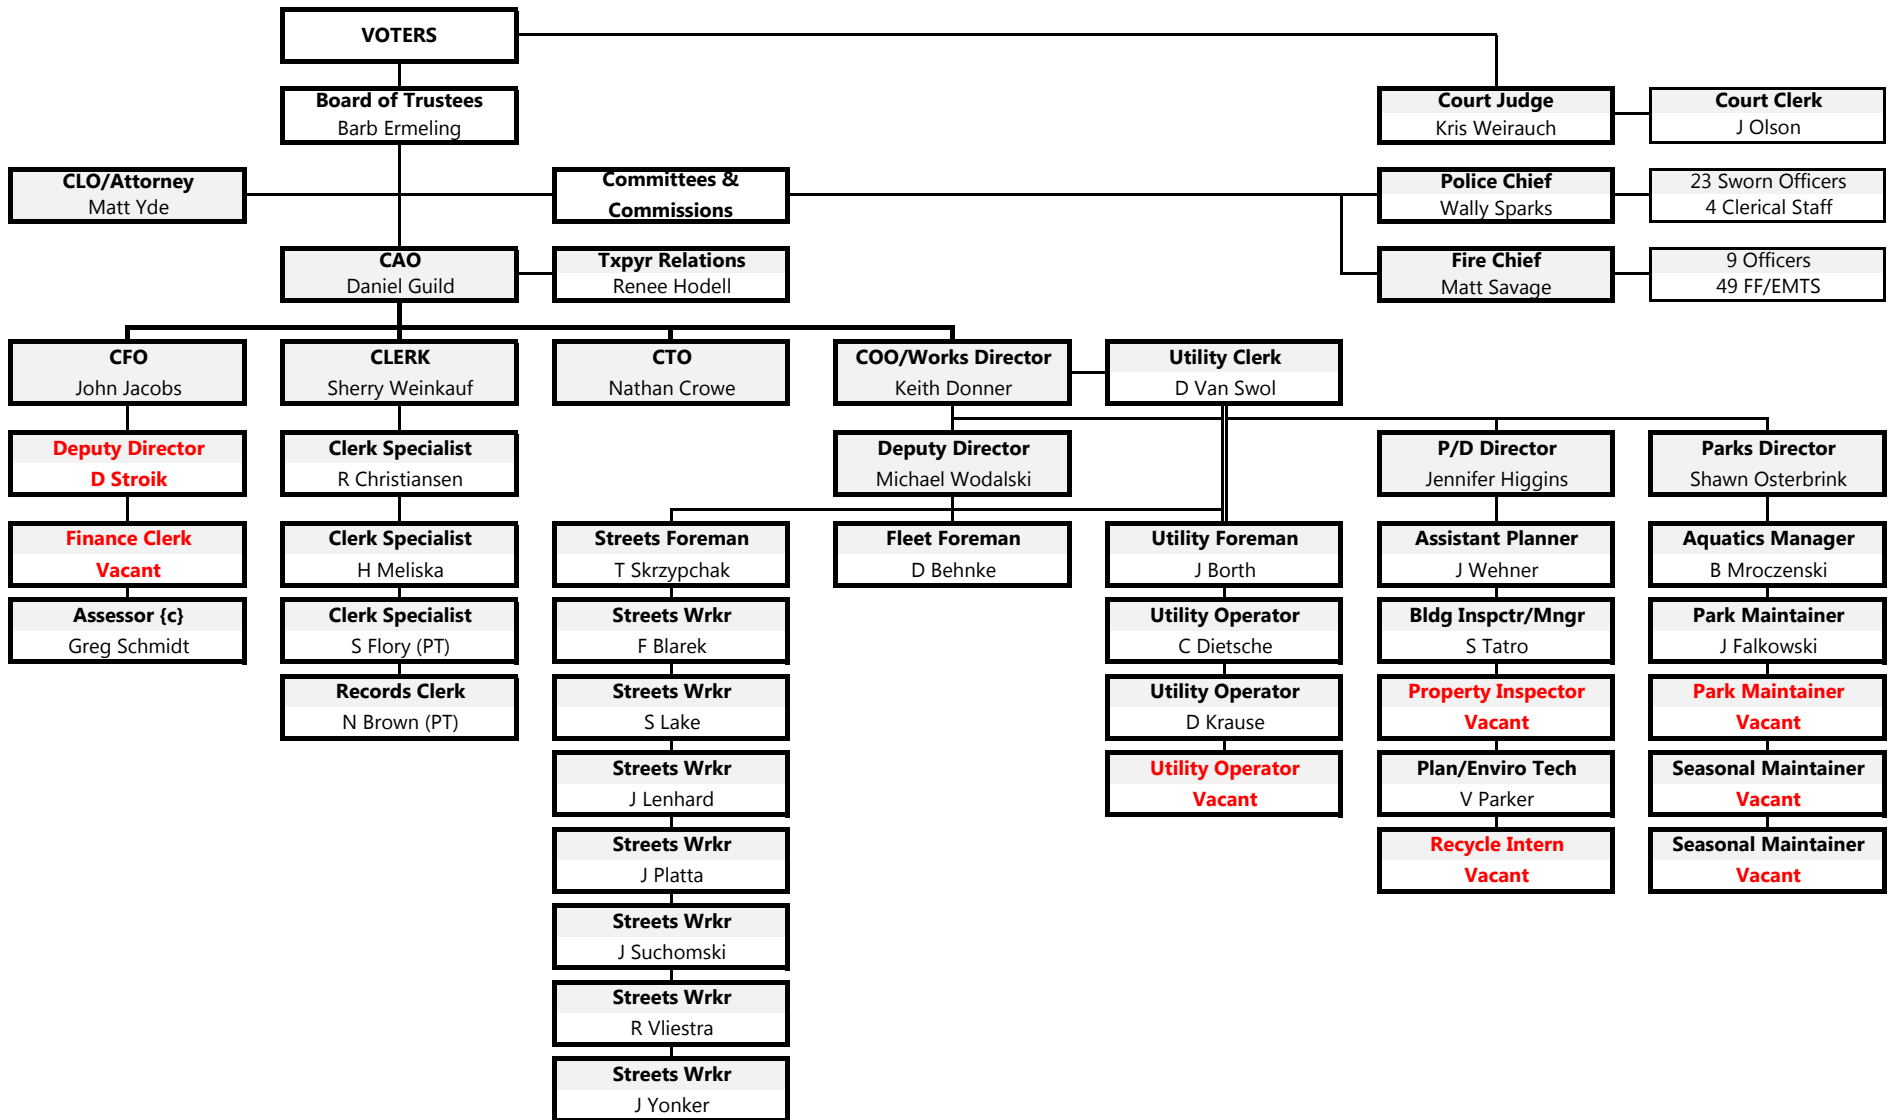 VOTERS
Board of Trustees
Barb Ermeling
Court Judge
Kris Weirauch
Court Clerk
J Olson
CLO/Attorney
Matt Yde
Committees &
Commissions
Police Chief
Wally Sparks
23 Sworn Officers
4 Clerical Staff
CAO
Daniel Guild
Txpyr Relations
Renee Hodell
Fire Chief
Matt Savage
9 Officers
49 FF/EMTS
CFO
John Jacobs
CLERK
Sherry Weinkauf
CTO
Nathan Crowe
COO/Works Director
Keith Donner
Utility Clerk
D Van Swol
Deputy Director
D Stroik
Clerk Specialist
R Christiansen
Deputy Director
Michael Wodalski
P/D Director
Jennifer Higgins
Parks Director
Shawn Osterbrink
Finance Clerk
Vacant
Clerk Specialist
H Meliska
Streets Foreman
T Skrzypchak
Fleet Foreman
D Behnke
Utility Foreman
J Borth
Assistant Planner
J Wehner
Aquatics Manager
B Mroczenski
Assessor {c}
Greg Schmidt
Clerk Specialist
S Flory (PT)
Streets Wrkr
F Blarek
Utility Operator
C Dietsche
Bldg Inspctr/Mngr
S Tatro
Park Maintainer
J Falkowski
Records Clerk
N Brown (PT)
Streets Wrkr
S Lake
Utility Operator
D Krause
Property Inspector
Vacant
Park Maintainer
Vacant
Streets Wrkr
J Lenhard
Utility Operator
Vacant
Plan/Enviro Tech
V Parker
Seasonal Maintainer
Vacant
Streets Wrkr
J Platta
Recycle Intern
Vacant
Seasonal Maintainer
Vacant
Streets Wrkr
J Suchomski
Streets Wrkr
R Vliestra
Streets Wrkr
J Yonker